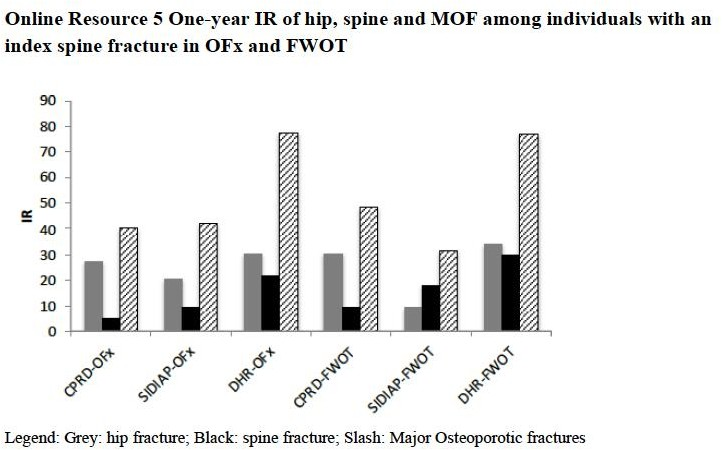 Online Resource 5 One-year IR of hip, spine and MOF among individuals with an
index spine fracture in OFx and FWOT
90
80
70
60
50
40
30
20
10
0
IR
CPRD-OFx
SIDIAP-OFx
DHR-OFx
CPRD-FWOT
SIDIAP-FWOT
DHR-FWOT
Legend: Grey: hip fracture; Black: spine fracture; Slash: Major Osteoporotic fractures